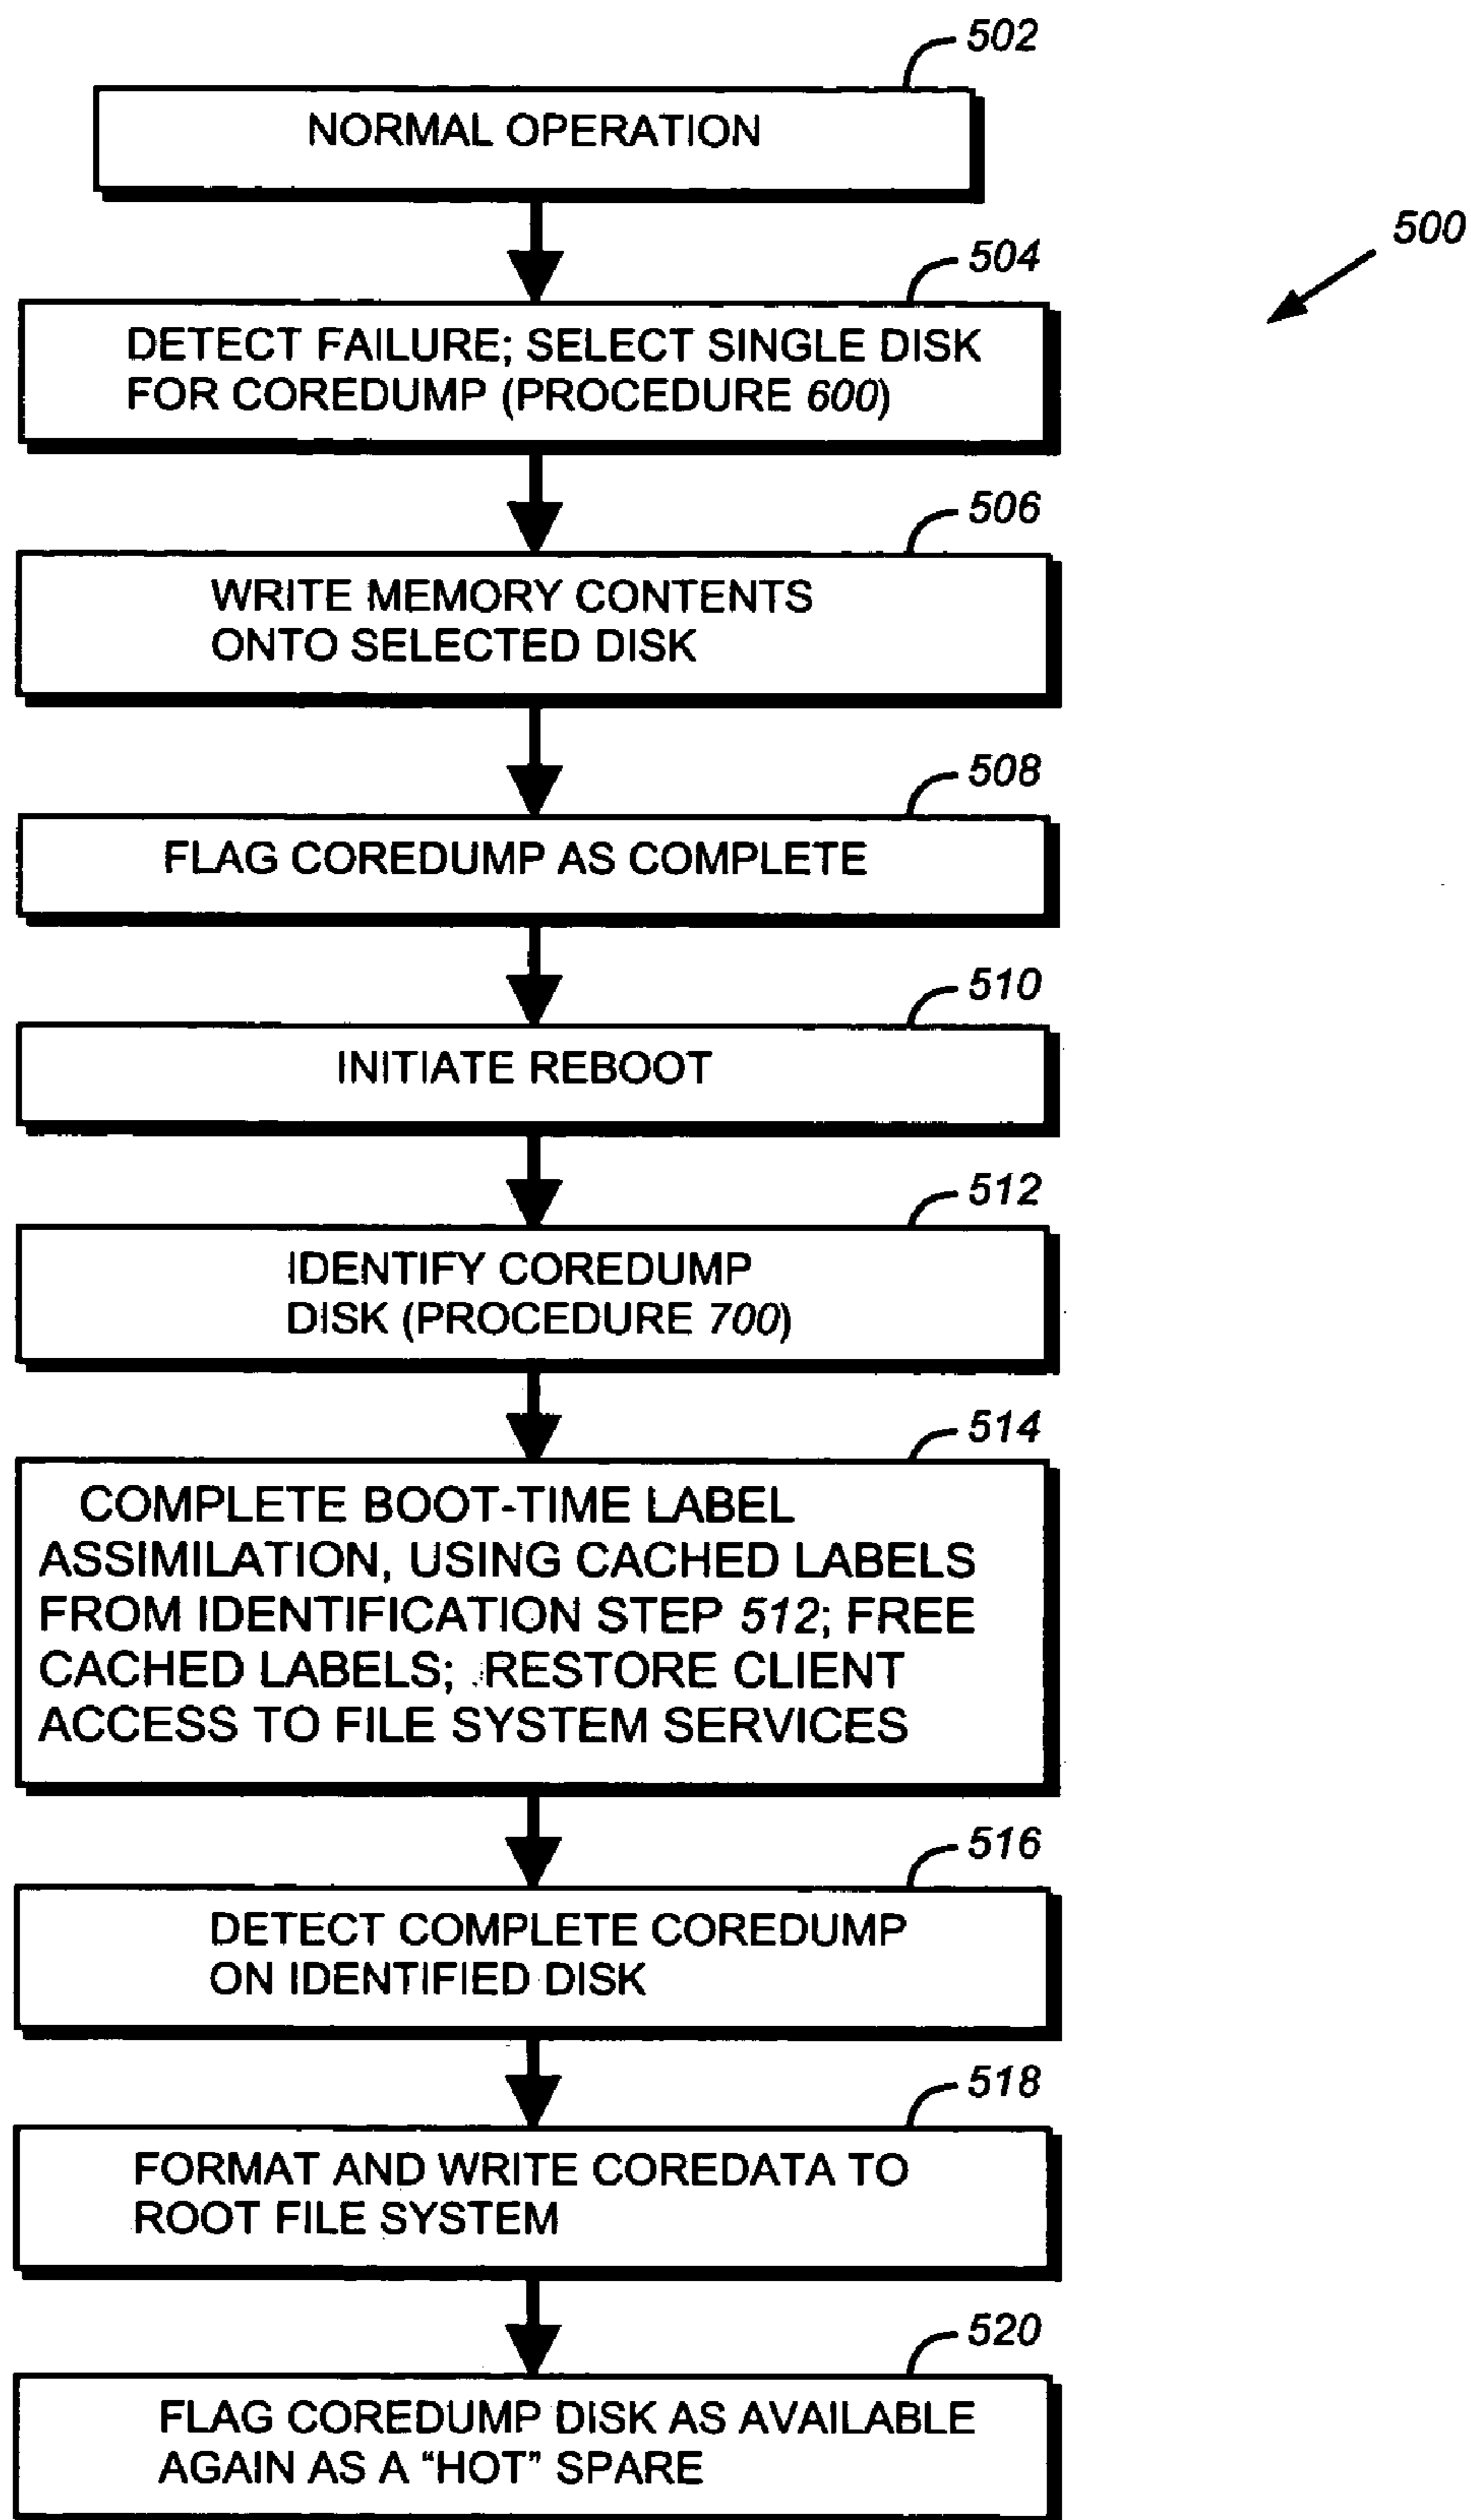 502
NORMAL OPERATION
500
504
DETECT FAILURE; SELECT SINGLE DISK
FOR COREDUMP (PROCEDURE 600)
506
WRITE MEMORY CONTENTS
ONTO SELECTED DISK
508
FLAG COREDUMP AS COMPLETE
510
INITIATE REBOOT
512
IDENTIFY COREDUMP
DISK (PROCEDURE 700)
514
COMPLETE BOOT-TIME LABEL
ASSIMILATION, USING CACHED LABELS
FROM IDENTIFICATION STEP 512; FREE
CACHED LABELS; RESTORE CLIENT
ACCESS TO FILE SYSTEM SERVICES
516
DETECT COMPLETE COREDUMP
ON IDENTIFIED DISK
518
FORMAT AND WRITE COREDATA TO
ROOT FILE SYSTEM
520
FLAG COREDUMP DISK AS AVAILABLE
AGAIN AS A “HOT” SPARE